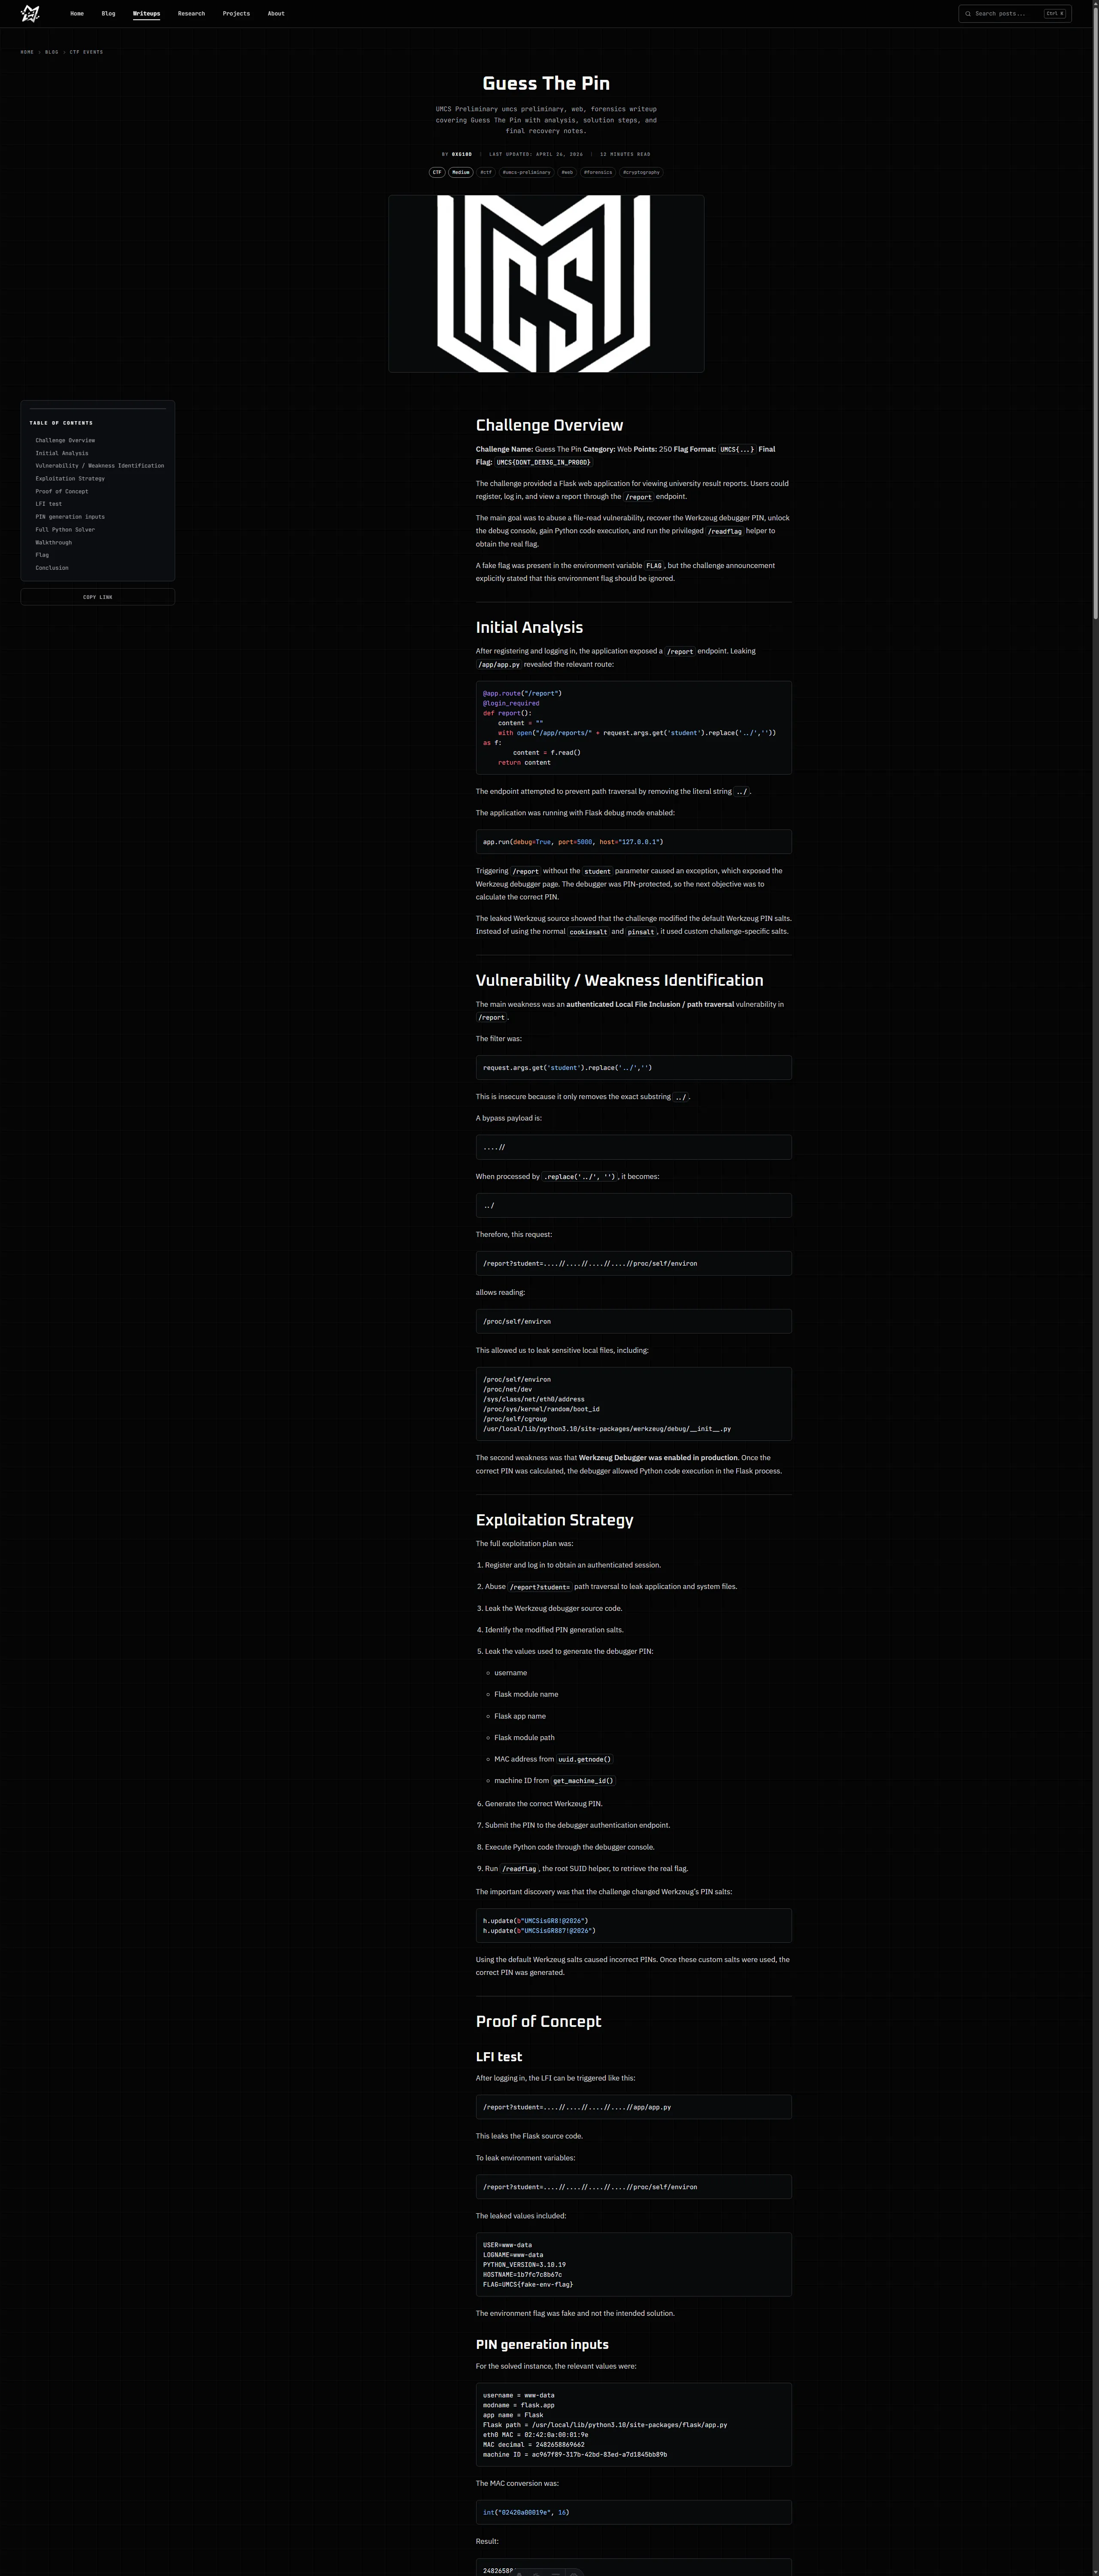 Home Blog Writeups Research Projects About Search posts... Ctrl K
HOME › BLOG › CTF EVENTS
Guess The Pin
UMCS Preliminary umcs preliminary, web, forensics writeup
covering Guess The Pin with analysis, solution steps, and
final recovery notes.
BY 0XG18D | LAST UPDATED: APRIL 26, 2026 | 12 MINUTES READ
CTF Medium #ctf #umcs-preliminary #web #forensics #cryptography
TABLE OF CONTENTS
Challenge Overview
Initial Analysis
Vulnerability / Weakness Identification
Exploitation Strategy
Proof of Concept
LFI test
PIN generation inputs
Full Python Solver
Walkthrough
Flag
Conclusion
COPY LINK
Challenge Overview
Challenge Name: Guess The Pin Category: Web Points: 250 Flag Format: UMCS{...} Final
Flag: UMCS{D0NT_DEB3G_IN_PR00D}
The challenge provided a Flask web application for viewing university result reports. Users could
register, log in, and view a report through the /report endpoint.
The main goal was to abuse a file-read vulnerability, recover the Werkzeug debugger PIN, unlock
the debug console, gain Python code execution, and run the privileged /readflag helper to
obtain the real flag.
A fake flag was present in the environment variable FLAG, but the challenge announcement
explicitly stated that this environment flag should be ignored.
Initial Analysis
After registering and logging in, the application exposed a /report endpoint. Leaking
/app/app.py revealed the relevant route:
@app.route("/report")
@login_required
def report():
    content = ""
    with open("/app/reports/" + request.args.get('student').replace('../',''))
as f:
        content = f.read()
    return content
The endpoint attempted to prevent path traversal by removing the literal string ../.
The application was running with Flask debug mode enabled:
app.run(debug=True, port=5000, host="127.0.0.1")
Triggering /report without the student parameter caused an exception, which exposed the
Werkzeug debugger page. The debugger was PIN-protected, so the next objective was to
calculate the correct PIN.
The leaked Werkzeug source showed that the challenge modified the default Werkzeug PIN salts.
Instead of using the normal cookiesalt and pinsalt, it used custom challenge-specific salts.
Vulnerability / Weakness Identification
The main weakness was an authenticated Local File Inclusion / path traversal vulnerability in
/report.
The filter was:
request.args.get('student').replace('../','')
This is insecure because it only removes the exact substring ../.
A bypass payload is:
....//
When processed by .replace('../', ''), it becomes:
../
Therefore, this request:
/report?student=....//....//....//....//proc/self/environ
allows reading:
/proc/self/environ
This allowed us to leak sensitive local files, including:
/proc/self/environ
/proc/net/dev
/sys/class/net/eth0/address
/proc/sys/kernel/random/boot_id
/proc/self/cgroup
/usr/local/lib/python3.10/site-packages/werkzeug/debug/__init__.py
The second weakness was that Werkzeug Debugger was enabled in production. Once the
correct PIN was calculated, the debugger allowed Python code execution in the Flask process.
Exploitation Strategy
The full exploitation plan was:
1. Register and log in to obtain an authenticated session.
2. Abuse /report?student= path traversal to leak application and system files.
3. Leak the Werkzeug debugger source code.
4. Identify the modified PIN generation salts.
5. Leak the values used to generate the debugger PIN:
username
Flask module name
Flask app name
Flask module path
MAC address from uuid.getnode()
machine ID from get_machine_id()
6. Generate the correct Werkzeug PIN.
7. Submit the PIN to the debugger authentication endpoint.
8. Execute Python code through the debugger console.
9. Run /readflag, the root SUID helper, to retrieve the real flag.
The important discovery was that the challenge changed Werkzeug's PIN salts:
h.update(b"UMCSisGR8!@2026")
h.update(b"UMCSisGR887!@2026")
Using the default Werkzeug salts caused incorrect PINs. Once these custom salts were used, the
correct PIN was generated.
Proof of Concept
LFI test
After logging in, the LFI can be triggered like this:
/report?student=....//....//....//....//app/app.py
This leaks the Flask source code.
To leak environment variables:
/report?student=....//....//....//....//proc/self/environ
The leaked values included:
USER=www-data
LOGNAME=www-data
PYTHON_VERSION=3.10.19
HOSTNAME=1b7fc7c8b67c
FLAG=UMCS{fake-env-flag}
The environment flag was fake and not the intended solution.
PIN generation inputs
For the solved instance, the relevant values were:
username = www-data
modname = flask.app
app name = Flask
Flask path = /usr/local/lib/python3.10/site-packages/flask/app.py
eth0 MAC = 02:42:0a:00:01:9e
MAC decimal = 2482658869662
machine ID = ac967f89-317b-42bd-83ed-a7d1845bb89b
The MAC conversion was:
int("02420a00019e", 16)
Result: